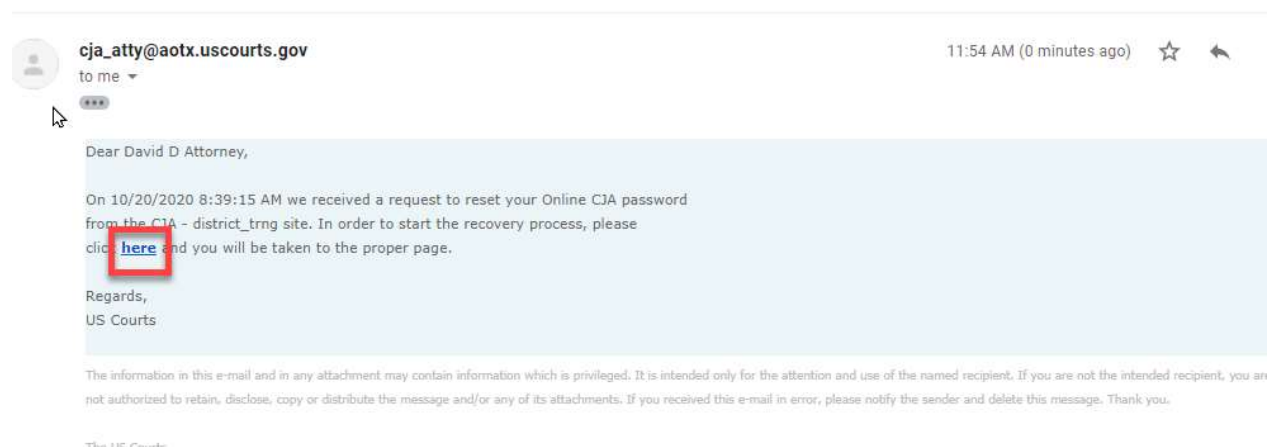 cja_atty@aotx.uscourts.gov
11:54 AM (0 minutes ago)
to me
Dear David D Attorney,
On 10/20/2020 8:39:15 AM we received a request to reset your Online CJA password
from the CJA - district_trng site. In order to start the recovery process, please
click here and you will be taken to the proper page.
Regards,
US Courts
The information in this e-mail and in any attachment may contain information which is privileged. It is intended only for the attention and use of the named recipient. If you are not the intended recipient, you are
not authorized to retain, disclose, copy or distribute the message and/or any of its attachments. If you received this e-mail in error, please notify the sender and delete this message. Thank you.
The US Courts